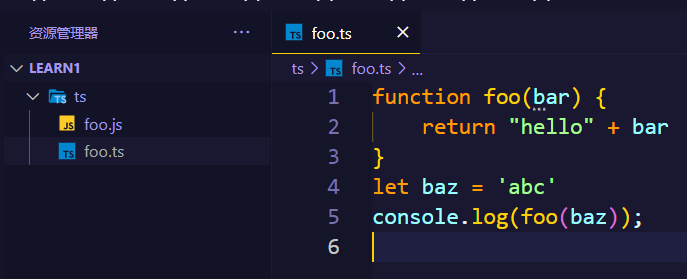 资源管理器 ...
LEARN1
TS ts
JS foo.js
TS foo.ts
TS foo.ts ×
ts > TS foo.ts > ...
1 function foo(bar) {
2     return "hello" + bar
3 }
4 let baz = 'abc'
5 console.log(foo(baz));
6